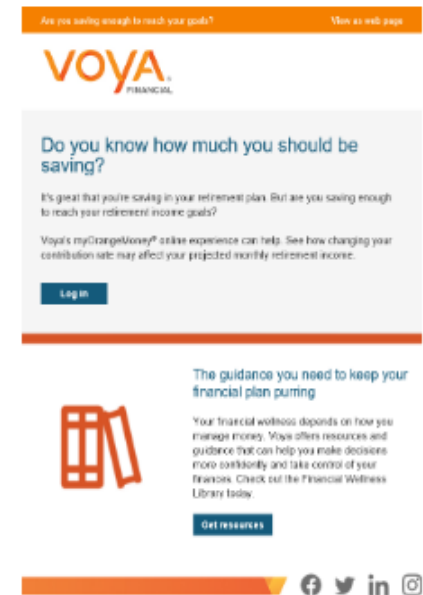 Are you saving enough to reach your goals?
View as web page
VOYA
FINANCIAL
Do you know how much you should be
saving?
It's great that you're saving in your retirement plan. But are you saving enough
to reach your retirement income goals?
Voya's myOrangeMoney® online experience can help. See how changing your
contribution rate may affect your projected monthly retirement income.
Log in
The guidance you need to keep your
financial plan purring
Your financial wellness depends on how you
manage money. Voya offers resources and
guidance that can help you make decisions
more confidently and take control of your
finances. Check out the Financial Wellness
Library today.
Get resources